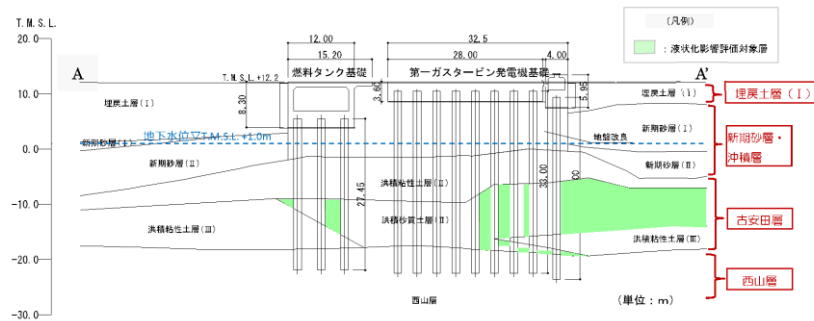 T.M.S.L.
20.0
10.0
0.0
-10.0
-20.0
-30.0
(凡例)
:液状化影響評価対象層
A
A'
12.00
15.20
燃料タンク基礎
32.5
28.00
4.00
第一ガスタービン発電機基礎
T.M.S.L.+12.2
8.30
3.60
5.95
埋戻土層(Ⅰ)
埋戻土層(Ⅰ)
埋戻土層(Ⅰ)
新期砂層(Ⅰ)
地下水位▽T.M.S.L.+1.0m
地盤改良
新期砂層・
沖積層
新期砂層(Ⅱ)
新期砂層(Ⅱ)
洪積粘性土層(Ⅱ)
27.45
33.00
洪積砂質土層(Ⅱ)
洪積粘性土層(Ⅲ)
洪積粘性土層(Ⅲ)
古安田層
西山層
西山層
(単位:m)